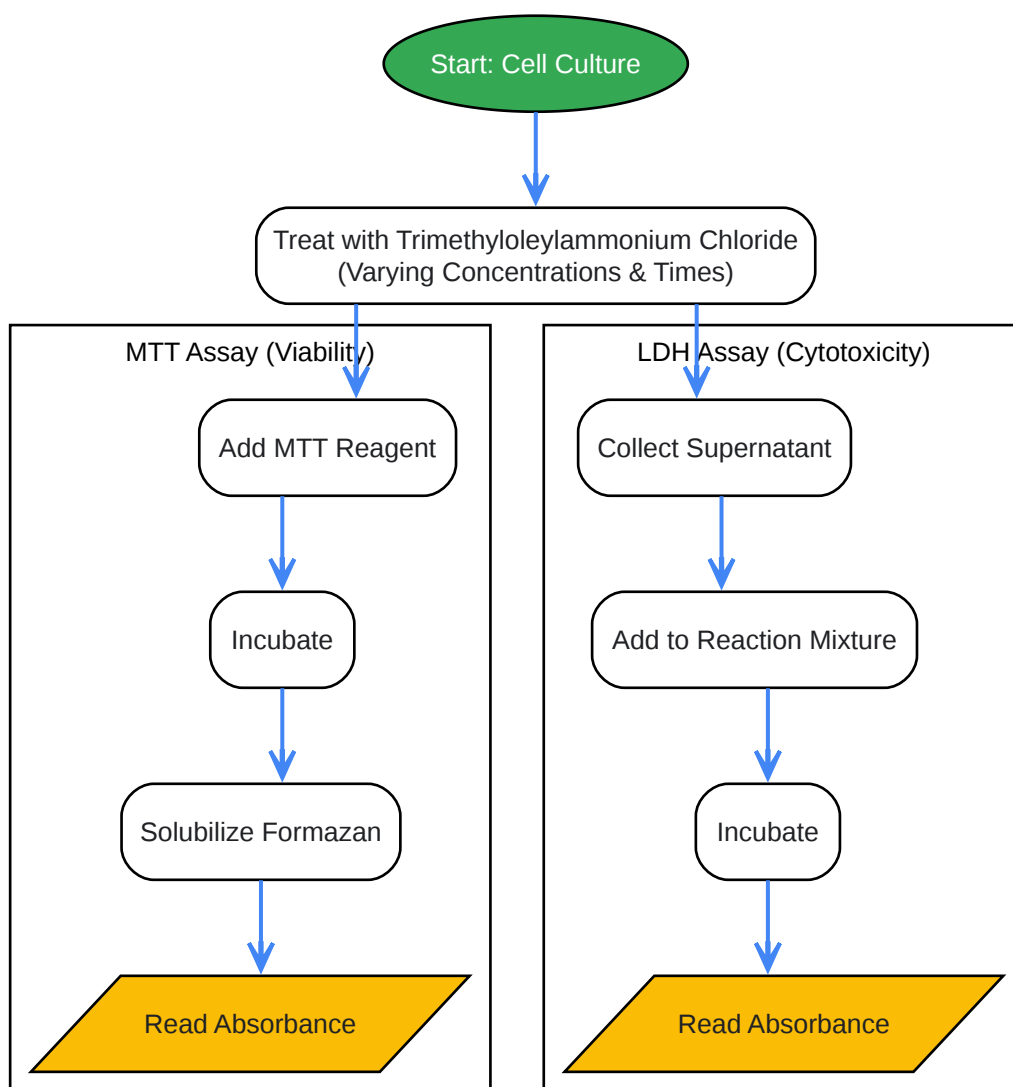 Start: Cell Culture
Treat with Trimethyloleylammonium Chloride
(Varying Concentrations & Times)
MTT Assay (Viability)
Add MTT Reagent
Incubate
Solubilize Formazan
Read Absorbance
LDH Assay (Cytotoxicity)
Collect Supernatant
Add to Reaction Mixture
Incubate
Read Absorbance